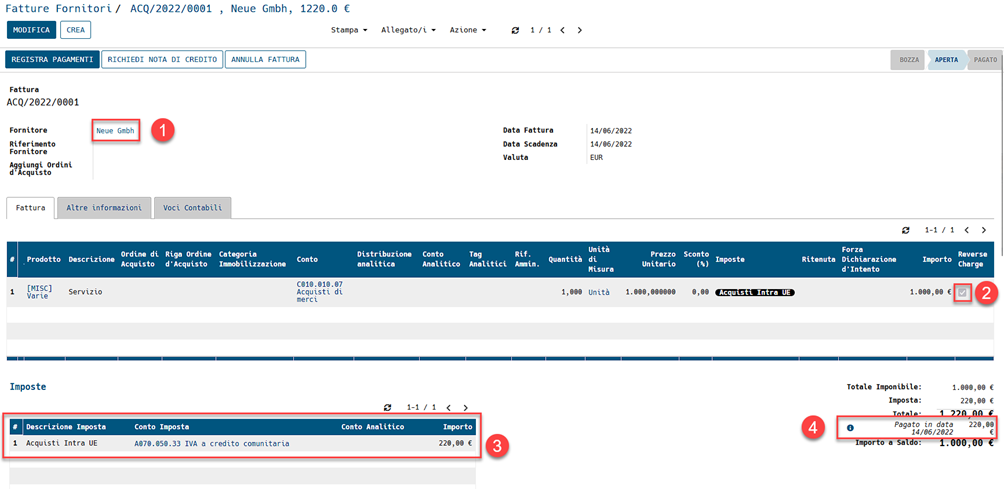 Fatture Fornitori / ACQ/2022/0001 , Neue Gmbh, 1220.0 €
MODIFICA CREA
Stampa Allegato/i Azione 1 / 1
REGISTRA PAGAMENTI RICHIEDI NOTA DI CREDITO ANNULLA FATTURA
BOZZA APERTA PAGATO
Fattura
ACQ/2022/0001
Fornitore Neue Gmbh 1
Riferimento
Fornitore
Aggiungi Ordini
d'Acquisto
Data Fattura 14/06/2022
Data Scadenza 14/06/2022
Valuta EUR
Fattura Altre informazioni Voci Contabili
1-1 / 1
# Prodotto Descrizione Ordine di Acquisto Riga Ordine d'Acquisto Categoria Immobilizzazione Conto Distribuzione analitica Conto Analitico Tag Analitici Rif. Ammin. Quantità Unità di Misura Prezzo Unitario Sconto (%) Imposte Ritenuta Forza Dichiarazione d'Intento Importo Reverse Charge
1 [MISC] Varie Servizio C010.010.07 Acquisti di merci 1,000 Unità 1.000,000000 0,00 Acquisti Intra UE 1.000,00 € 2
Imposte
1-1 / 1
# Descrizione Imposta Conto Imposta Conto Analitico Importo
1 Acquisti Intra UE A070.050.33 IVA a credito comunitaria 220,00 €
3
Totale Imponibile: 1.000,00 €
Imposta: 220,00 €
Totale: 1.220,00 €
4 Pagato in data 14/06/2022 220,00 €
Importo a Saldo: 1.000,00 €